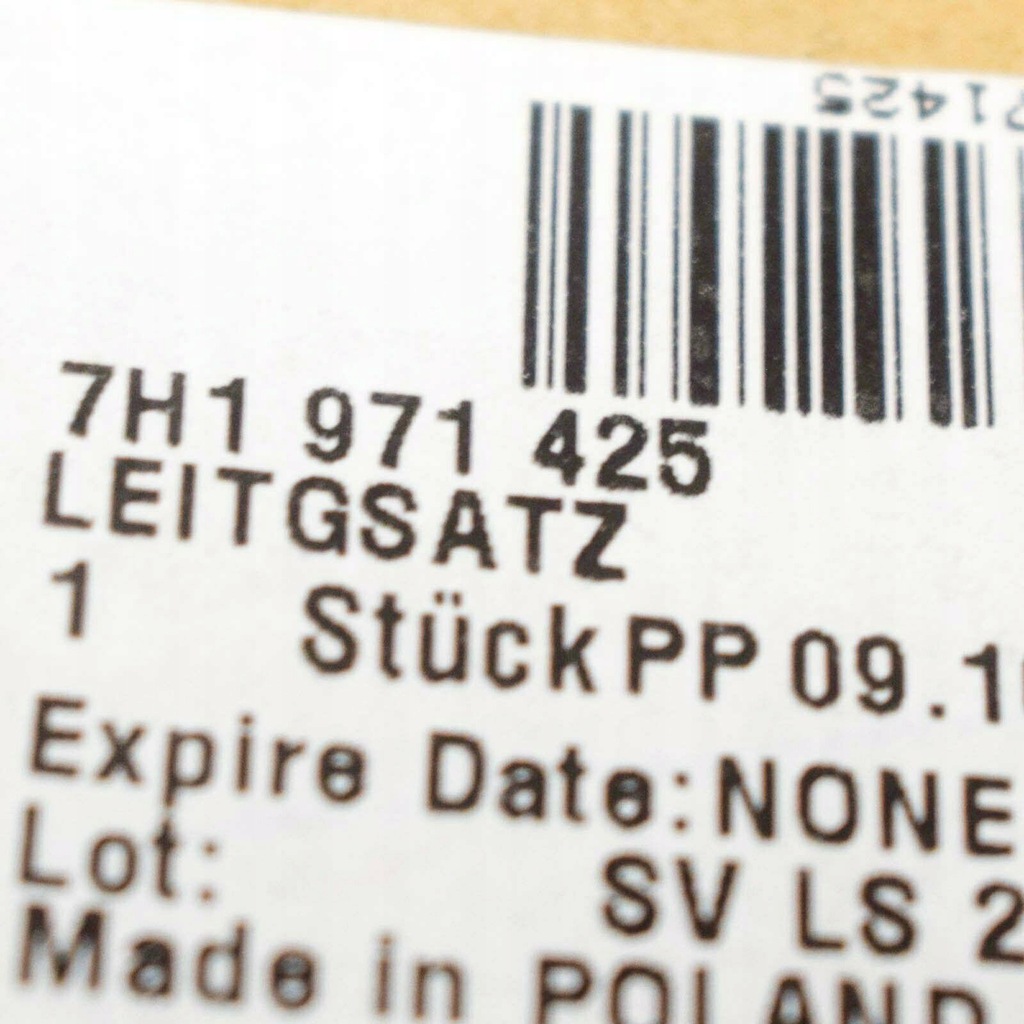 7H1 971 425
LEITGSATZ
1 Stück PP 09.1
Expire Date: NONE
Lot: SV LS 2
Made in POLAND
71425